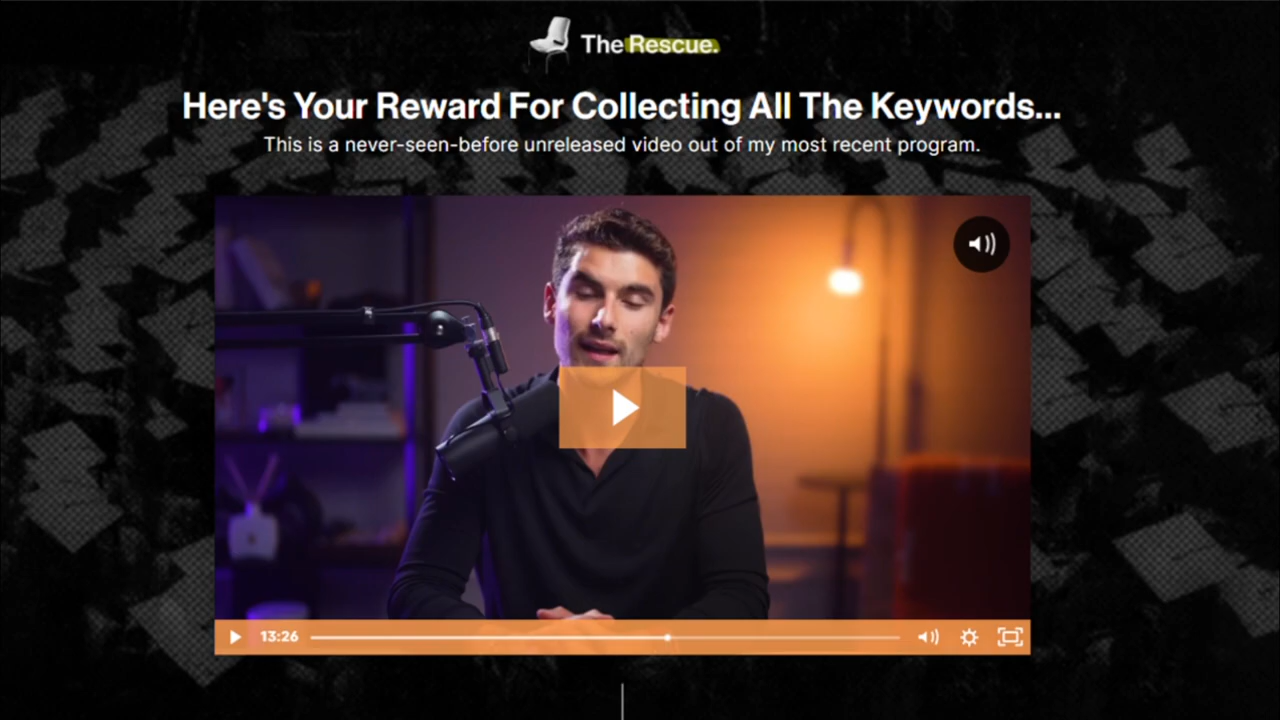 The Rescue.
Here's Your Reward For Collecting All The Keywords...
This is a never-seen-before unreleased video out of my most recent program.
13:26